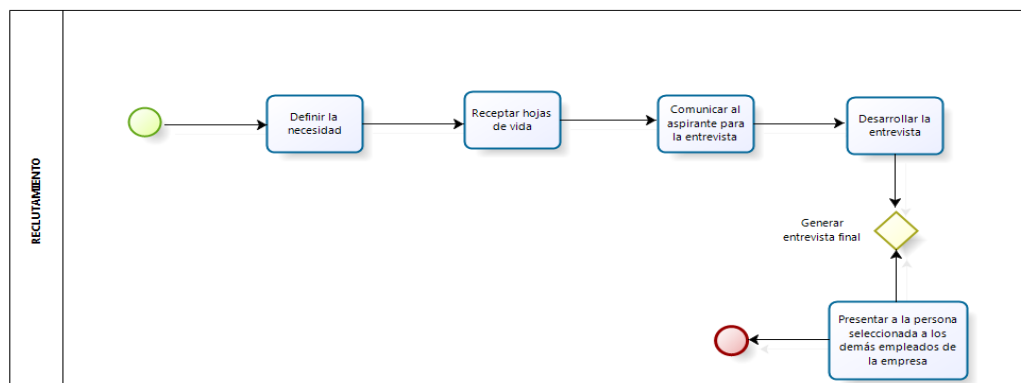 RECLUTAMIENTO
Definir la
necesidad
Receptar hojas
de vida
Comunicar al
aspirante para
la entrevista
Desarrollar la
entrevista
Generar
entrevista final
Presentar a la persona
seleccionada a los
demás empleados de
la empresa